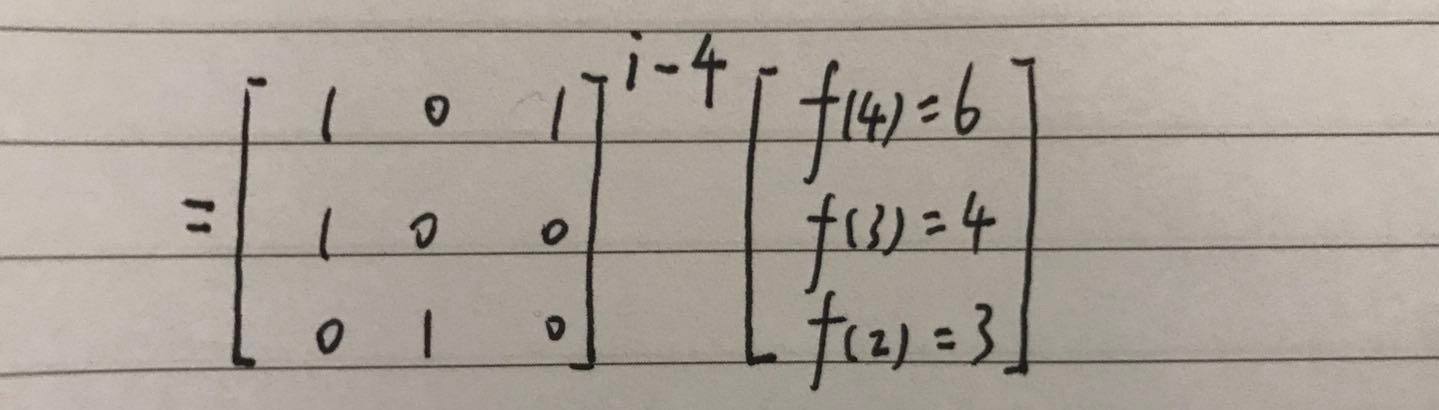 1 0 1 i-4 f(4)=6
= 1 0 0 f(3)=4
0 1 0 f(2)=3